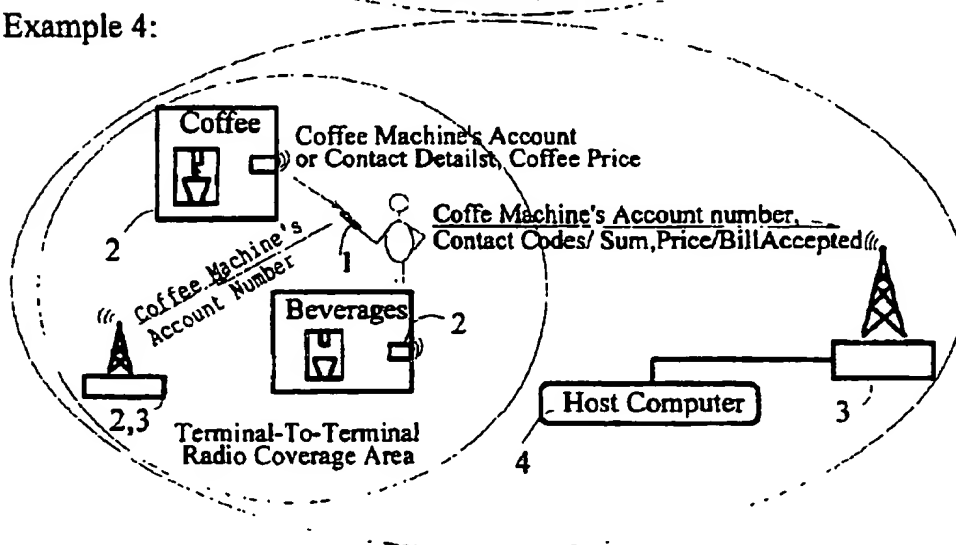 Example 4:
Coffee
Coffee Machine's Account
or Contact Detailst, Coffee Price
2
1
Coffe Machine's Account number,
Contact Codes/ Sum,Price/BillAccepted
Coffee Machine's
Account Number
Beverages
2
2,3
Terminal-To-Terminal
Radio Coverage Area
Host Computer
4
3